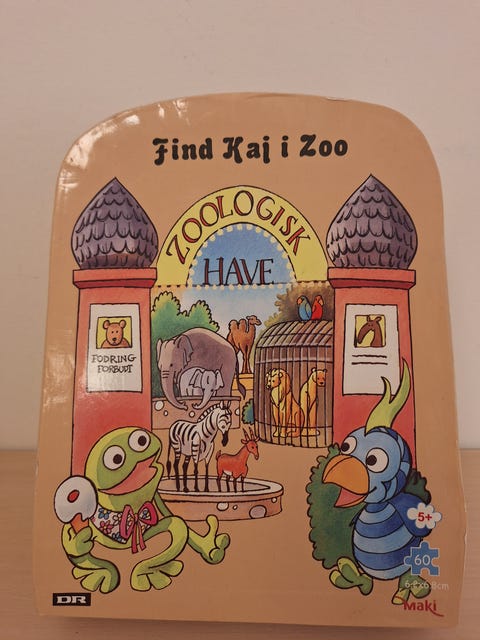 Find Kaj i Zoo
ZOOLOGISK
HAVE
FODRING
FORBUDT
5+
60
DR
Maki